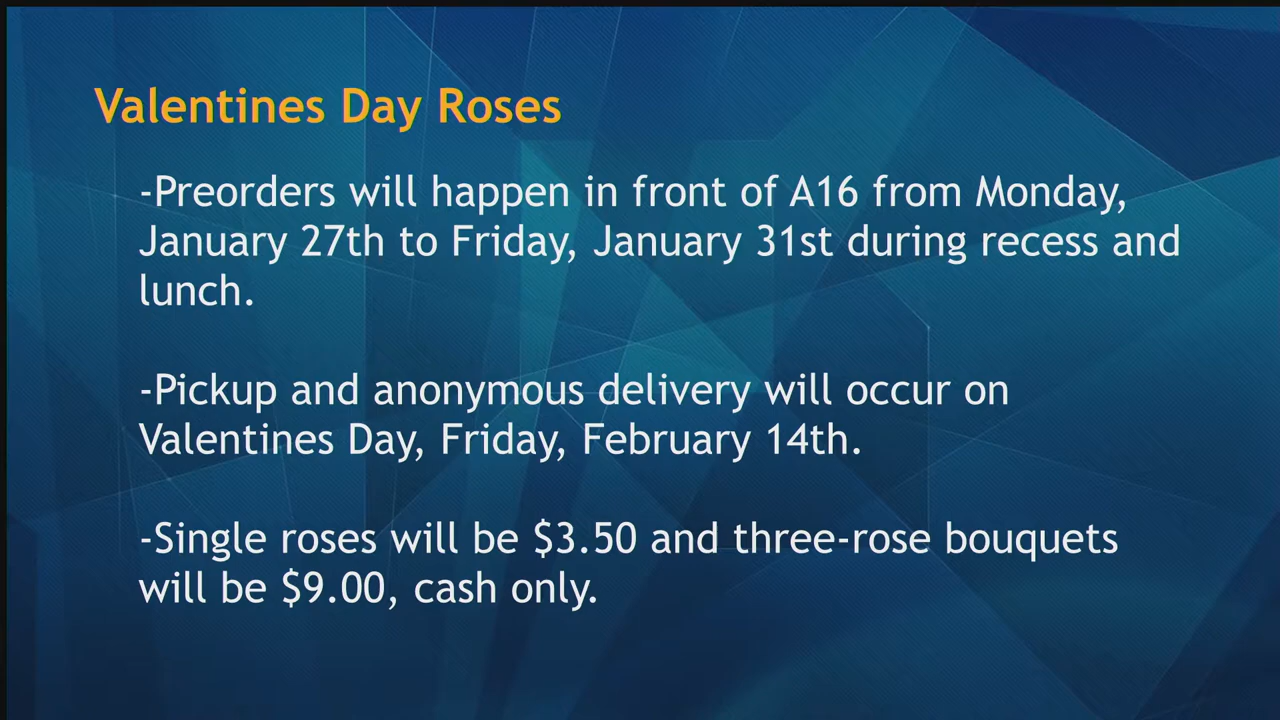 Valentines Day Roses
-Preorders will happen in front of A16 from Monday,
January 27th to Friday, January 31st during recess and
lunch.
-Pickup and anonymous delivery will occur on
Valentines Day, Friday, February 14th.
-Single roses will be $3.50 and three-rose bouquets
will be $9.00, cash only.